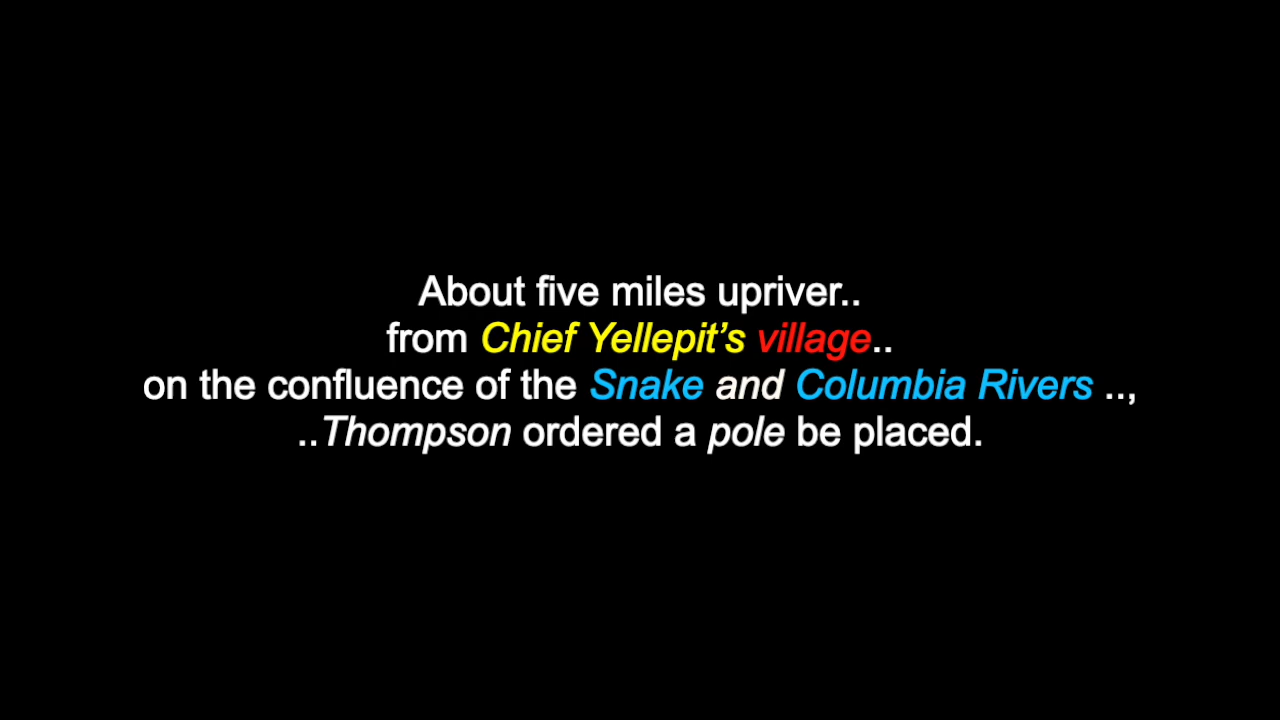 About five miles upriver..
from Chief Yellepit’s village..
on the confluence of the Snake and Columbia Rivers ..,
..Thompson ordered a pole be placed.